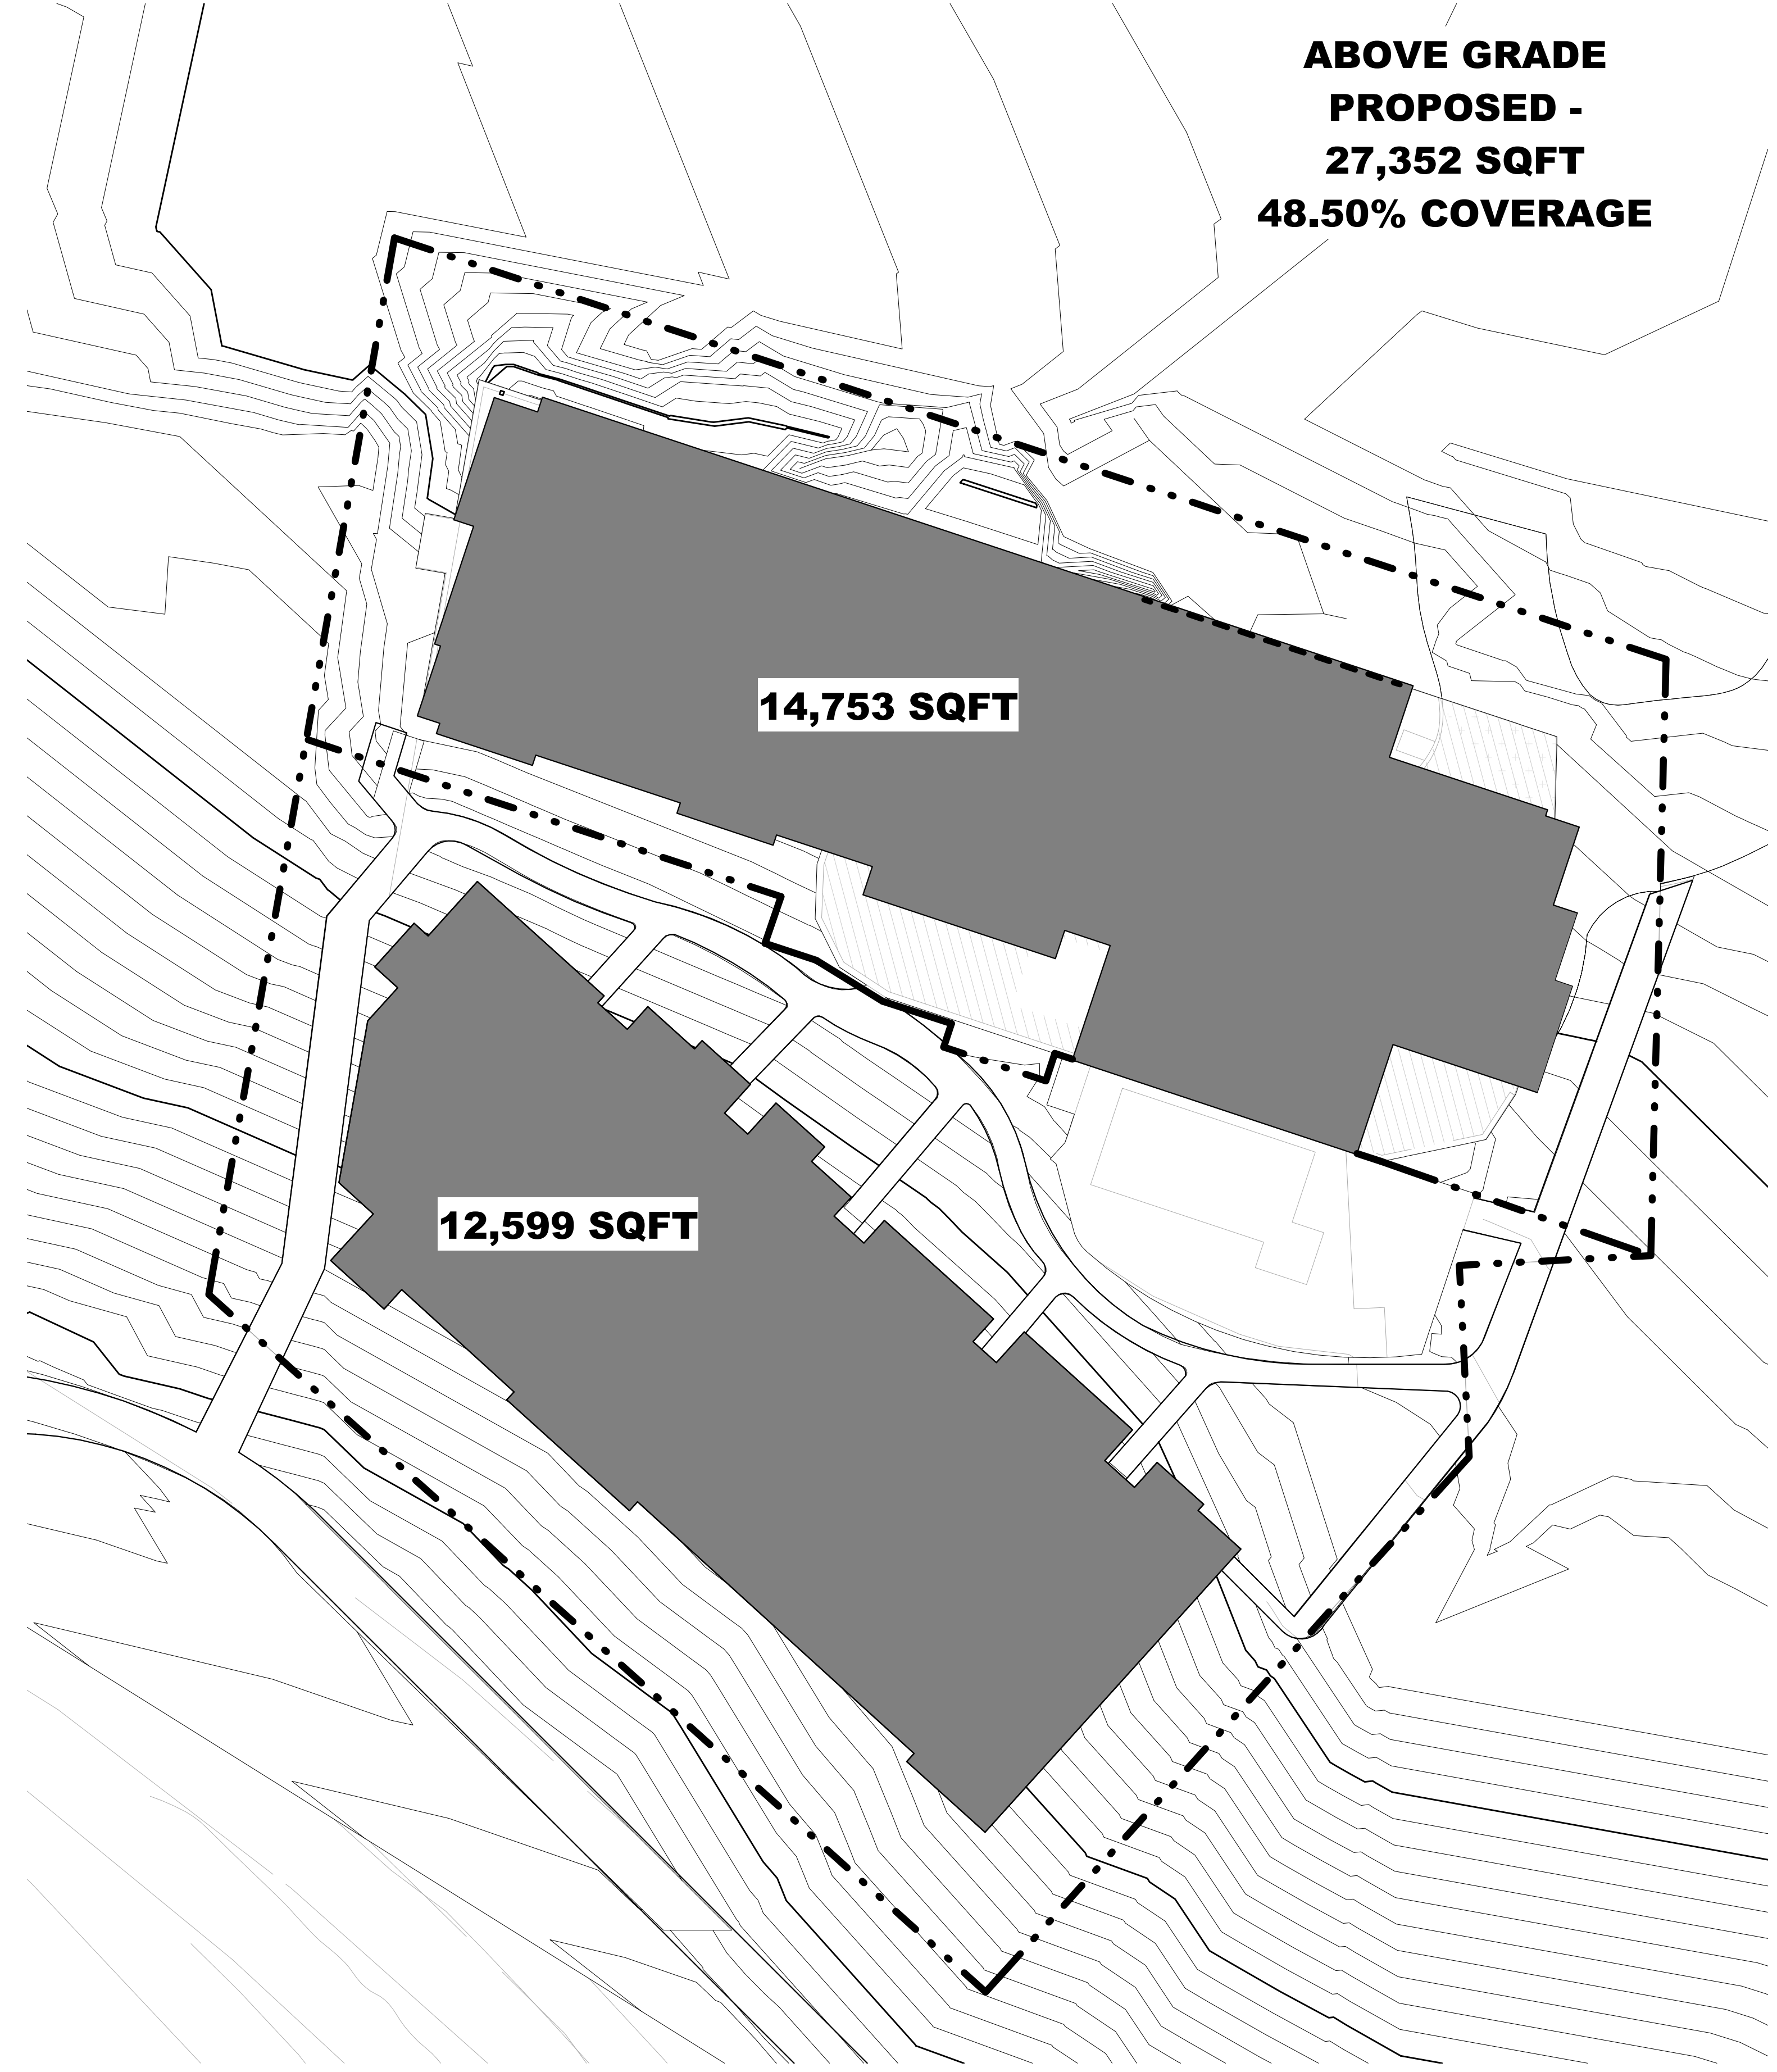 ABOVE GRADE
PROPOSED -
27,352 SQFT
48.50% COVERAGE
14,753 SQFT
12,599 SQFT